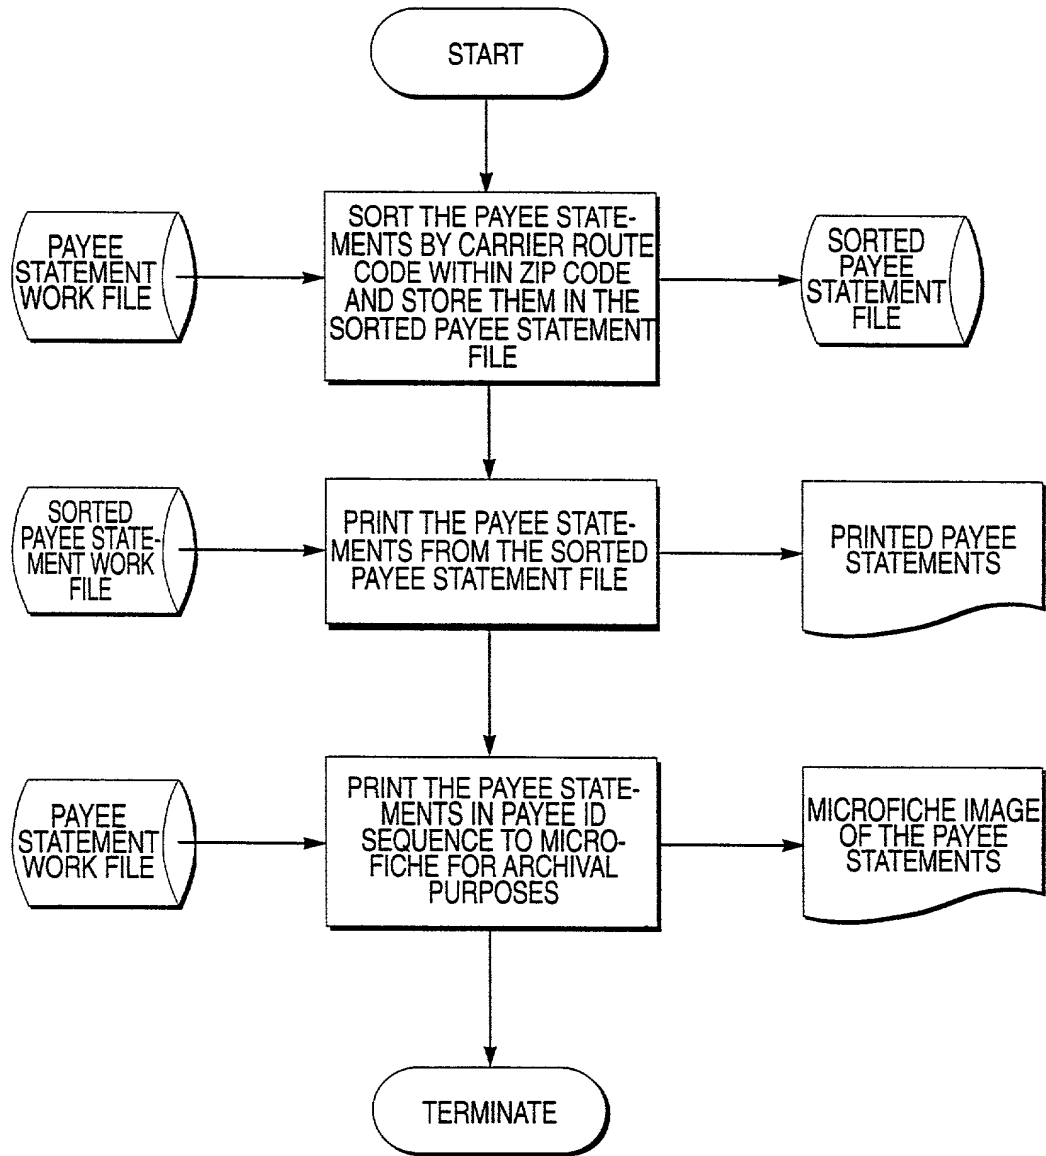 START
PAYEE
STATEMENT
WORK FILE
SORT THE PAYEE STATE-
MENTS BY CARRIER ROUTE
CODE WITHIN ZIP CODE
AND STORE THEM IN THE
SORTED PAYEE STATEMENT
FILE
SORTED
PAYEE
STATEMENT
FILE
SORTED
PAYEE STATE-
MENT WORK
FILE
PRINT THE PAYEE STATE-
MENTS FROM THE SORTED
PAYEE STATEMENT FILE
PRINTED PAYEE
STATEMENTS
PAYEE
STATEMENT
WORK FILE
PRINT THE PAYEE STATE-
MENTS IN PAYEE ID
SEQUENCE TO MICRO-
FICHE FOR ARCHIVAL
PURPOSES
MICROFICHE IMAGE
OF THE PAYEE
STATEMENTS
TERMINATE